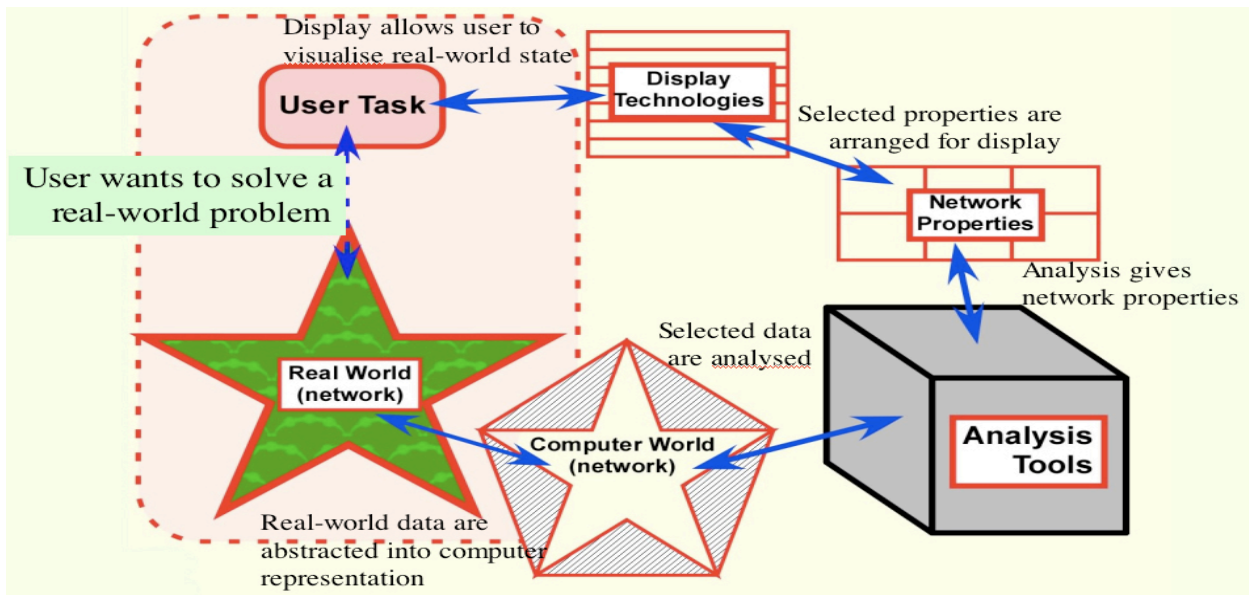 Display allows user to
visualise real-world state
User Task
Display
Technologies
Selected properties are
arranged for display
User wants to solve a
real-world problem
Network
Properties
Analysis gives
network properties
Selected data
are analysed
Real World
(network)
Computer World
(network)
Analysis
Tools
Real-world data are
abstracted into computer
representation